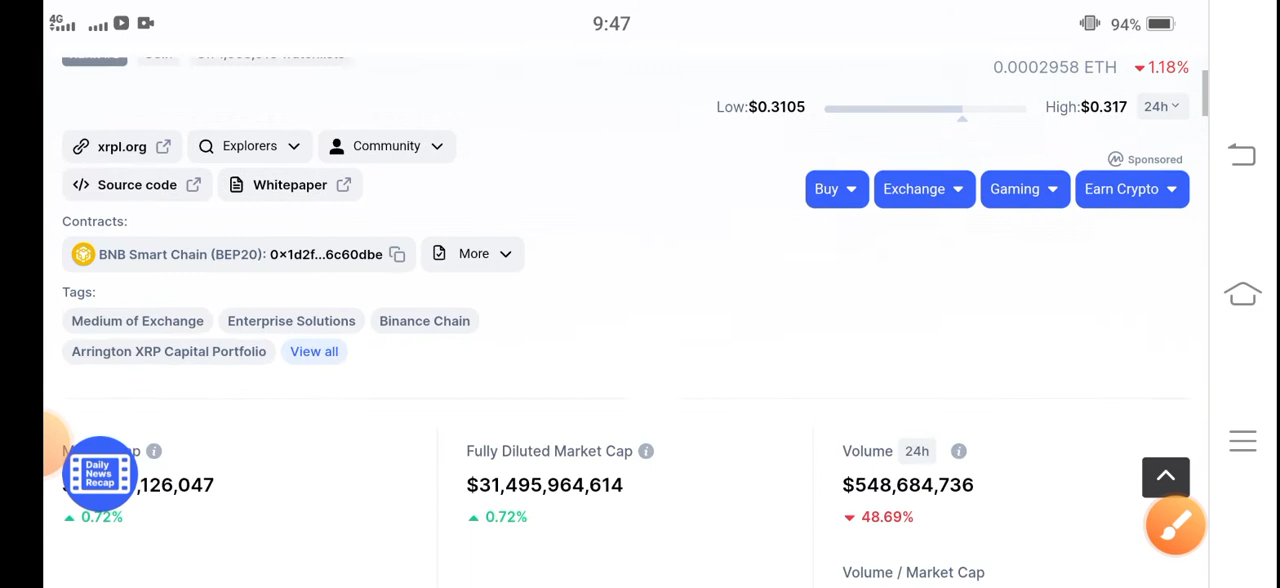 4G 9:47 94%
0.0002958 ETH 1.18%
Low:$0.3105 High:$0.317 24h
xrpl.org Explorers Community
Sponsored
Source code Whitepaper
Buy Exchange Gaming Earn Crypto
Contracts:
BNB Smart Chain (BEP20): 0x1d2f...6c60dbe More
Tags:
Medium of Exchange Enterprise Solutions Binance Chain
Arrington XRP Capital Portfolio View all
Fully Diluted Market Cap Volume 24h
Daily
News
Recap
,126,047 $31,495,964,614 $548,684,736
0.72% 0.72% 48.69%
Volume / Market Cap